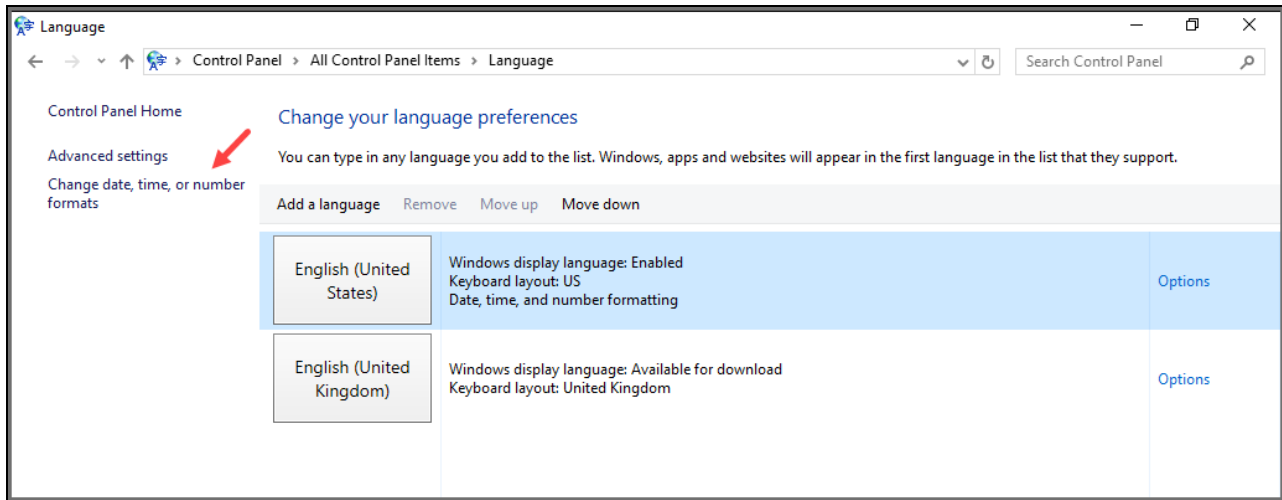 Language
Control Panel > All Control Panel Items > Language
Search Control Panel
Control Panel Home
Advanced settings
Change date, time, or number
formats
Change your language preferences
You can type in any language you add to the list. Windows, apps and websites will appear in the first language in the list that they support.
Add a language Remove Move up Move down
English (United
States)
Windows display language: Enabled
Keyboard layout: US
Date, time, and number formatting
Options
English (United
Kingdom)
Windows display language: Available for download
Keyboard layout: United Kingdom
Options